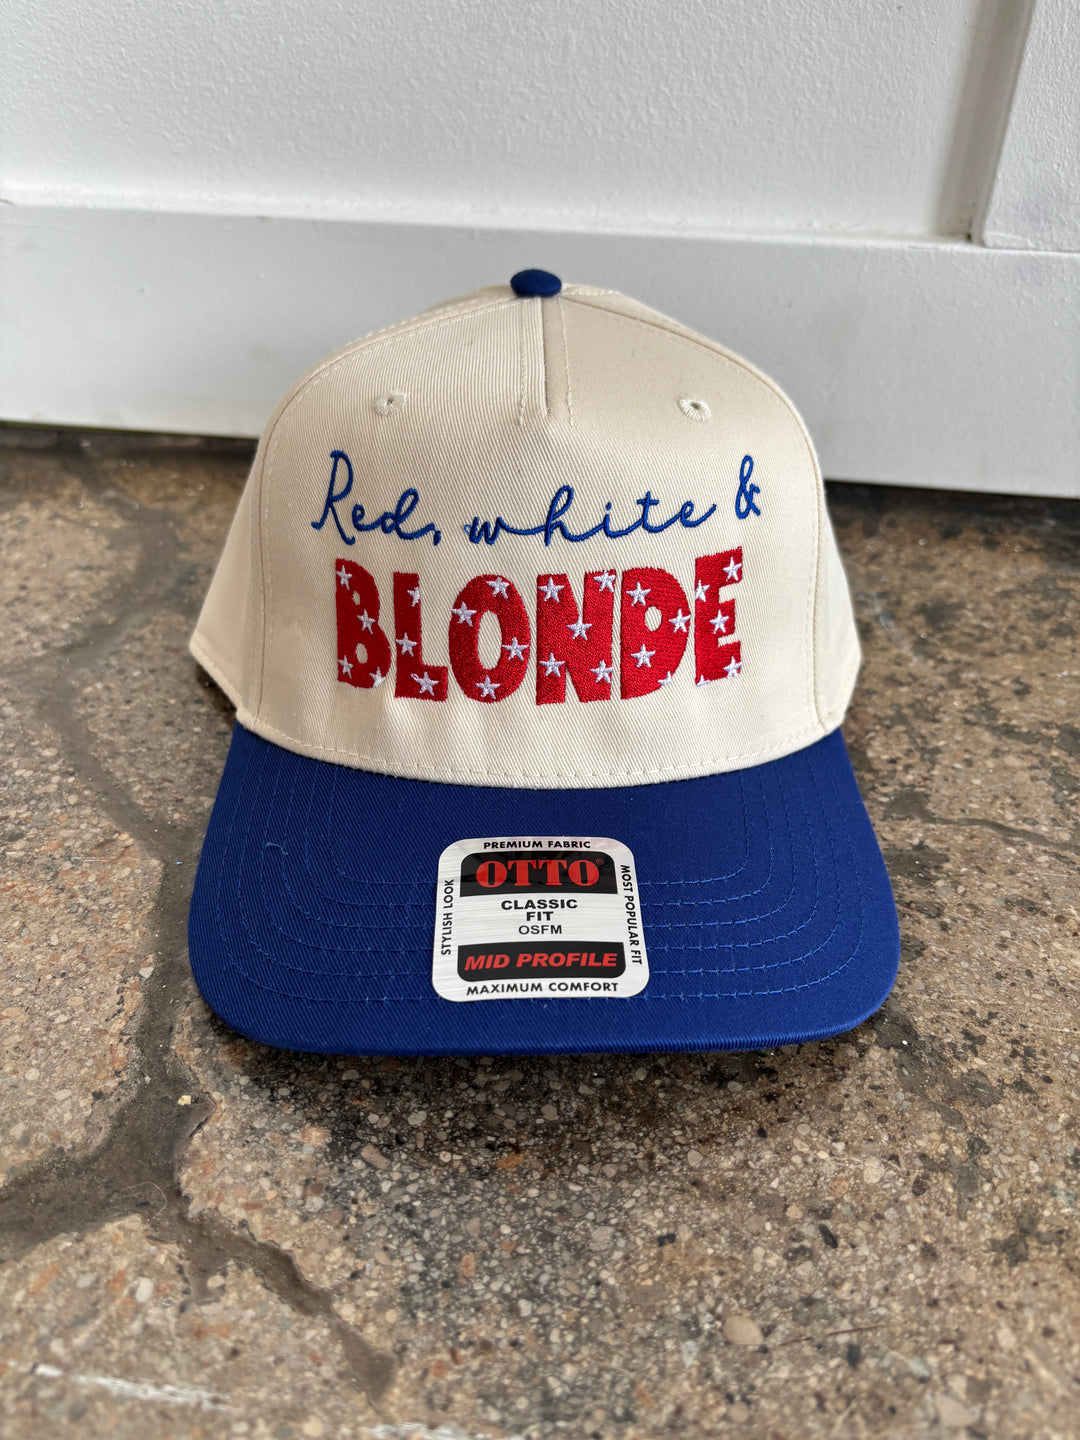 Red, white &
BLONDE
PREMIUM FABRIC
OTTO®
STYLISH LOOK
MOST POPULAR FIT
CLASSIC
FIT
OSFM
MID PROFILE
MAXIMUM COMFORT